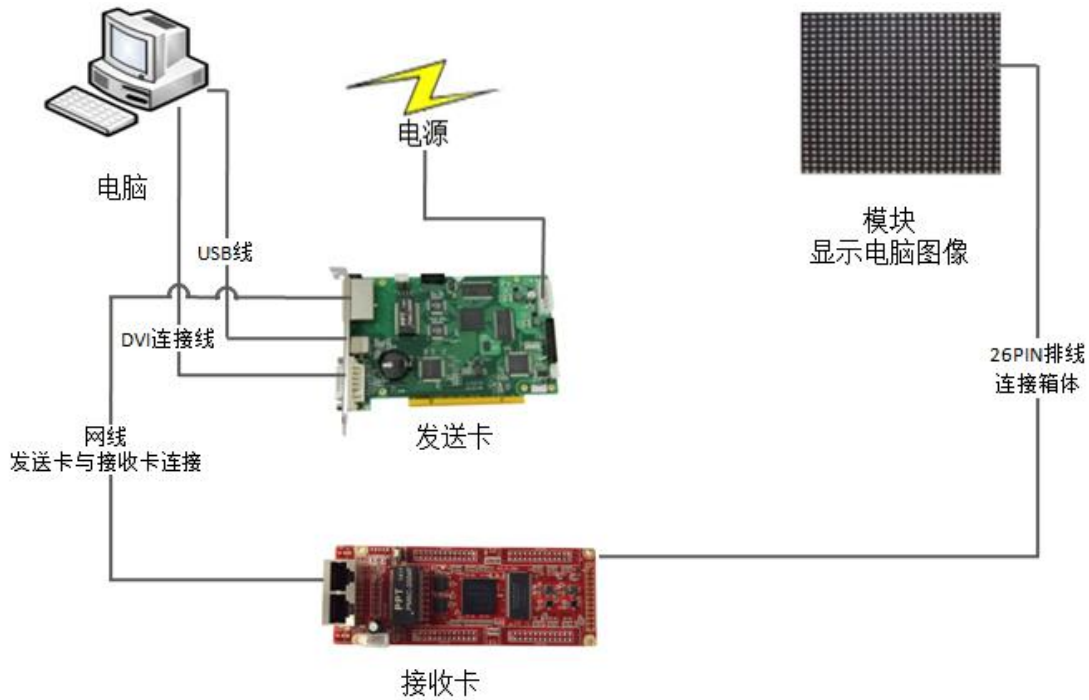 电源
电脑
模块
显示电脑图像
USB线
DVI连接线
26PIN排线
连接箱体
发送卡
网线
发送卡与接收卡连接
PPT
接收卡